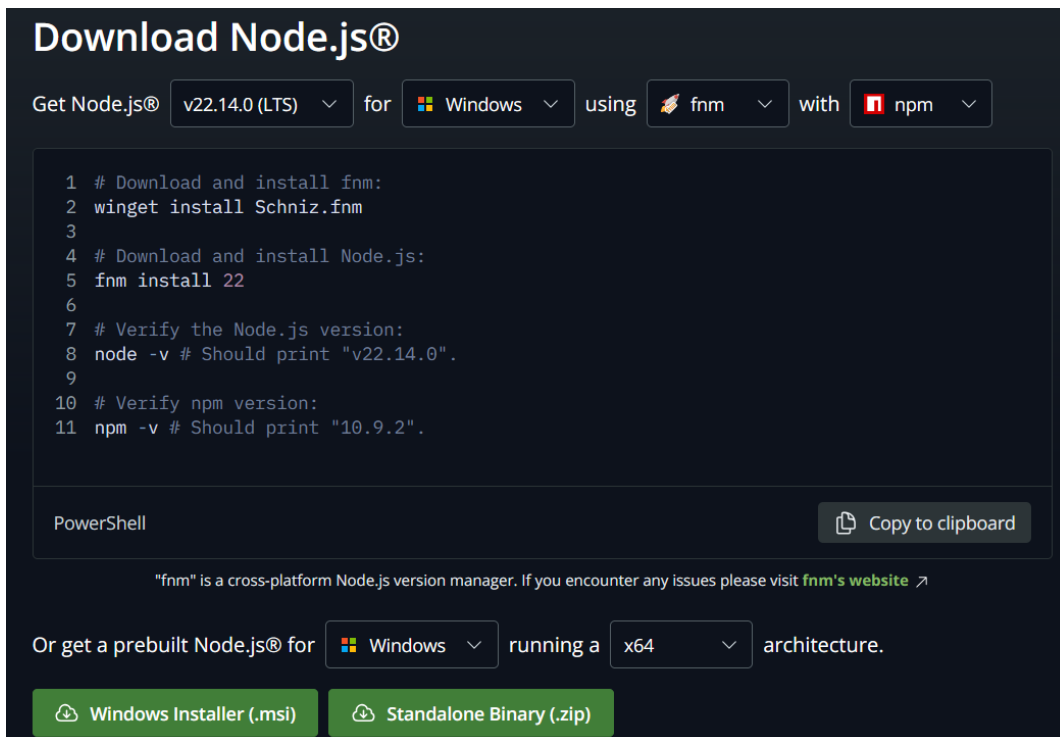 Download Node.js®
Get Node.js® v22.14.0 (LTS) for Windows using fnm with npm
1 # Download and install fnm:
2 winget install Schniz.fnm
3
4 # Download and install Node.js:
5 fnm install 22
6
7 # Verify the Node.js version:
8 node -v # Should print "v22.14.0".
9
10 # Verify npm version:
11 npm -v # Should print "10.9.2".
PowerShell Copy to clipboard
"fnm" is a cross-platform Node.js version manager. If you encounter any issues please visit fnm's website
Or get a prebuilt Node.js® for Windows running a x64 architecture.
Windows Installer (.msi) Standalone Binary (.zip)